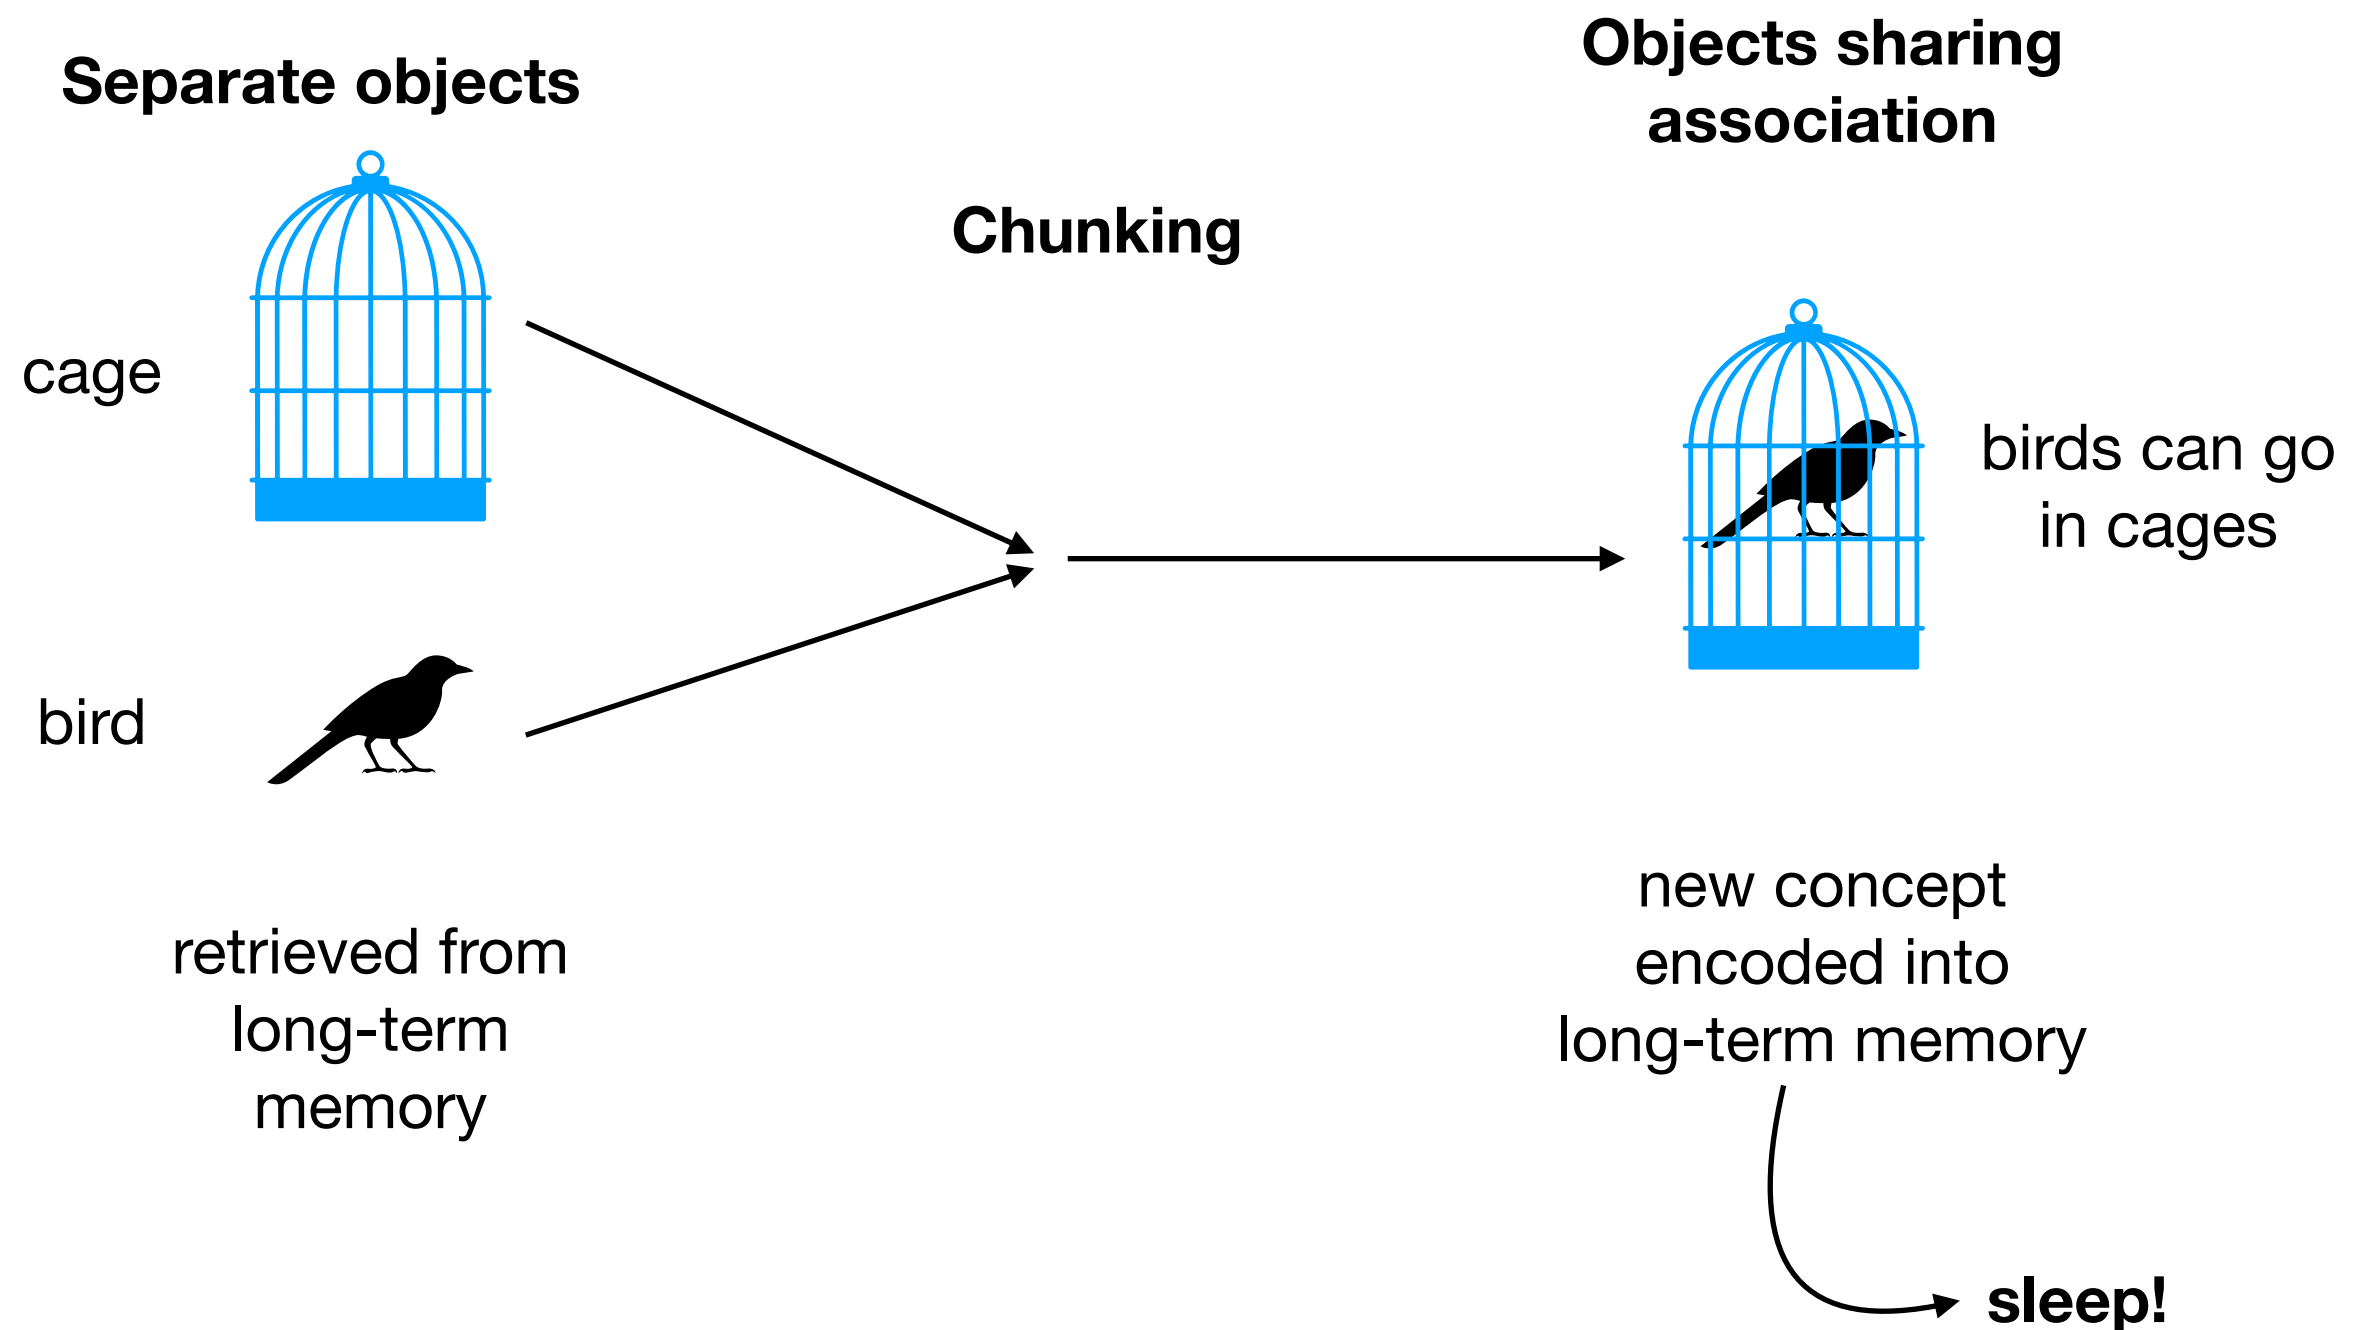 Separate objects
cage
bird
retrieved from
long-term
memory
Chunking
Objects sharing
association
birds can go
in cages
new concept
encoded into
long-term memory
sleep!